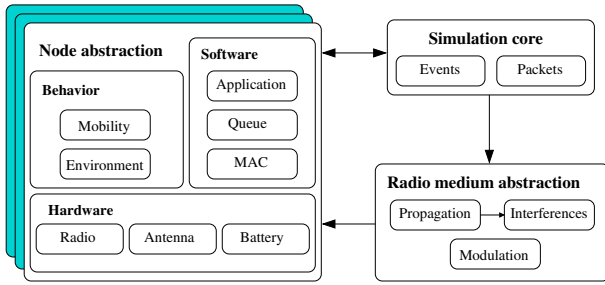 Node abstraction
Behavior
Mobility
Environment
Software
Application
Queue
MAC
Hardware
Radio
Antenna
Battery
Simulation core
Events
Packets
Radio medium abstraction
Propagation
Interferences
Modulation